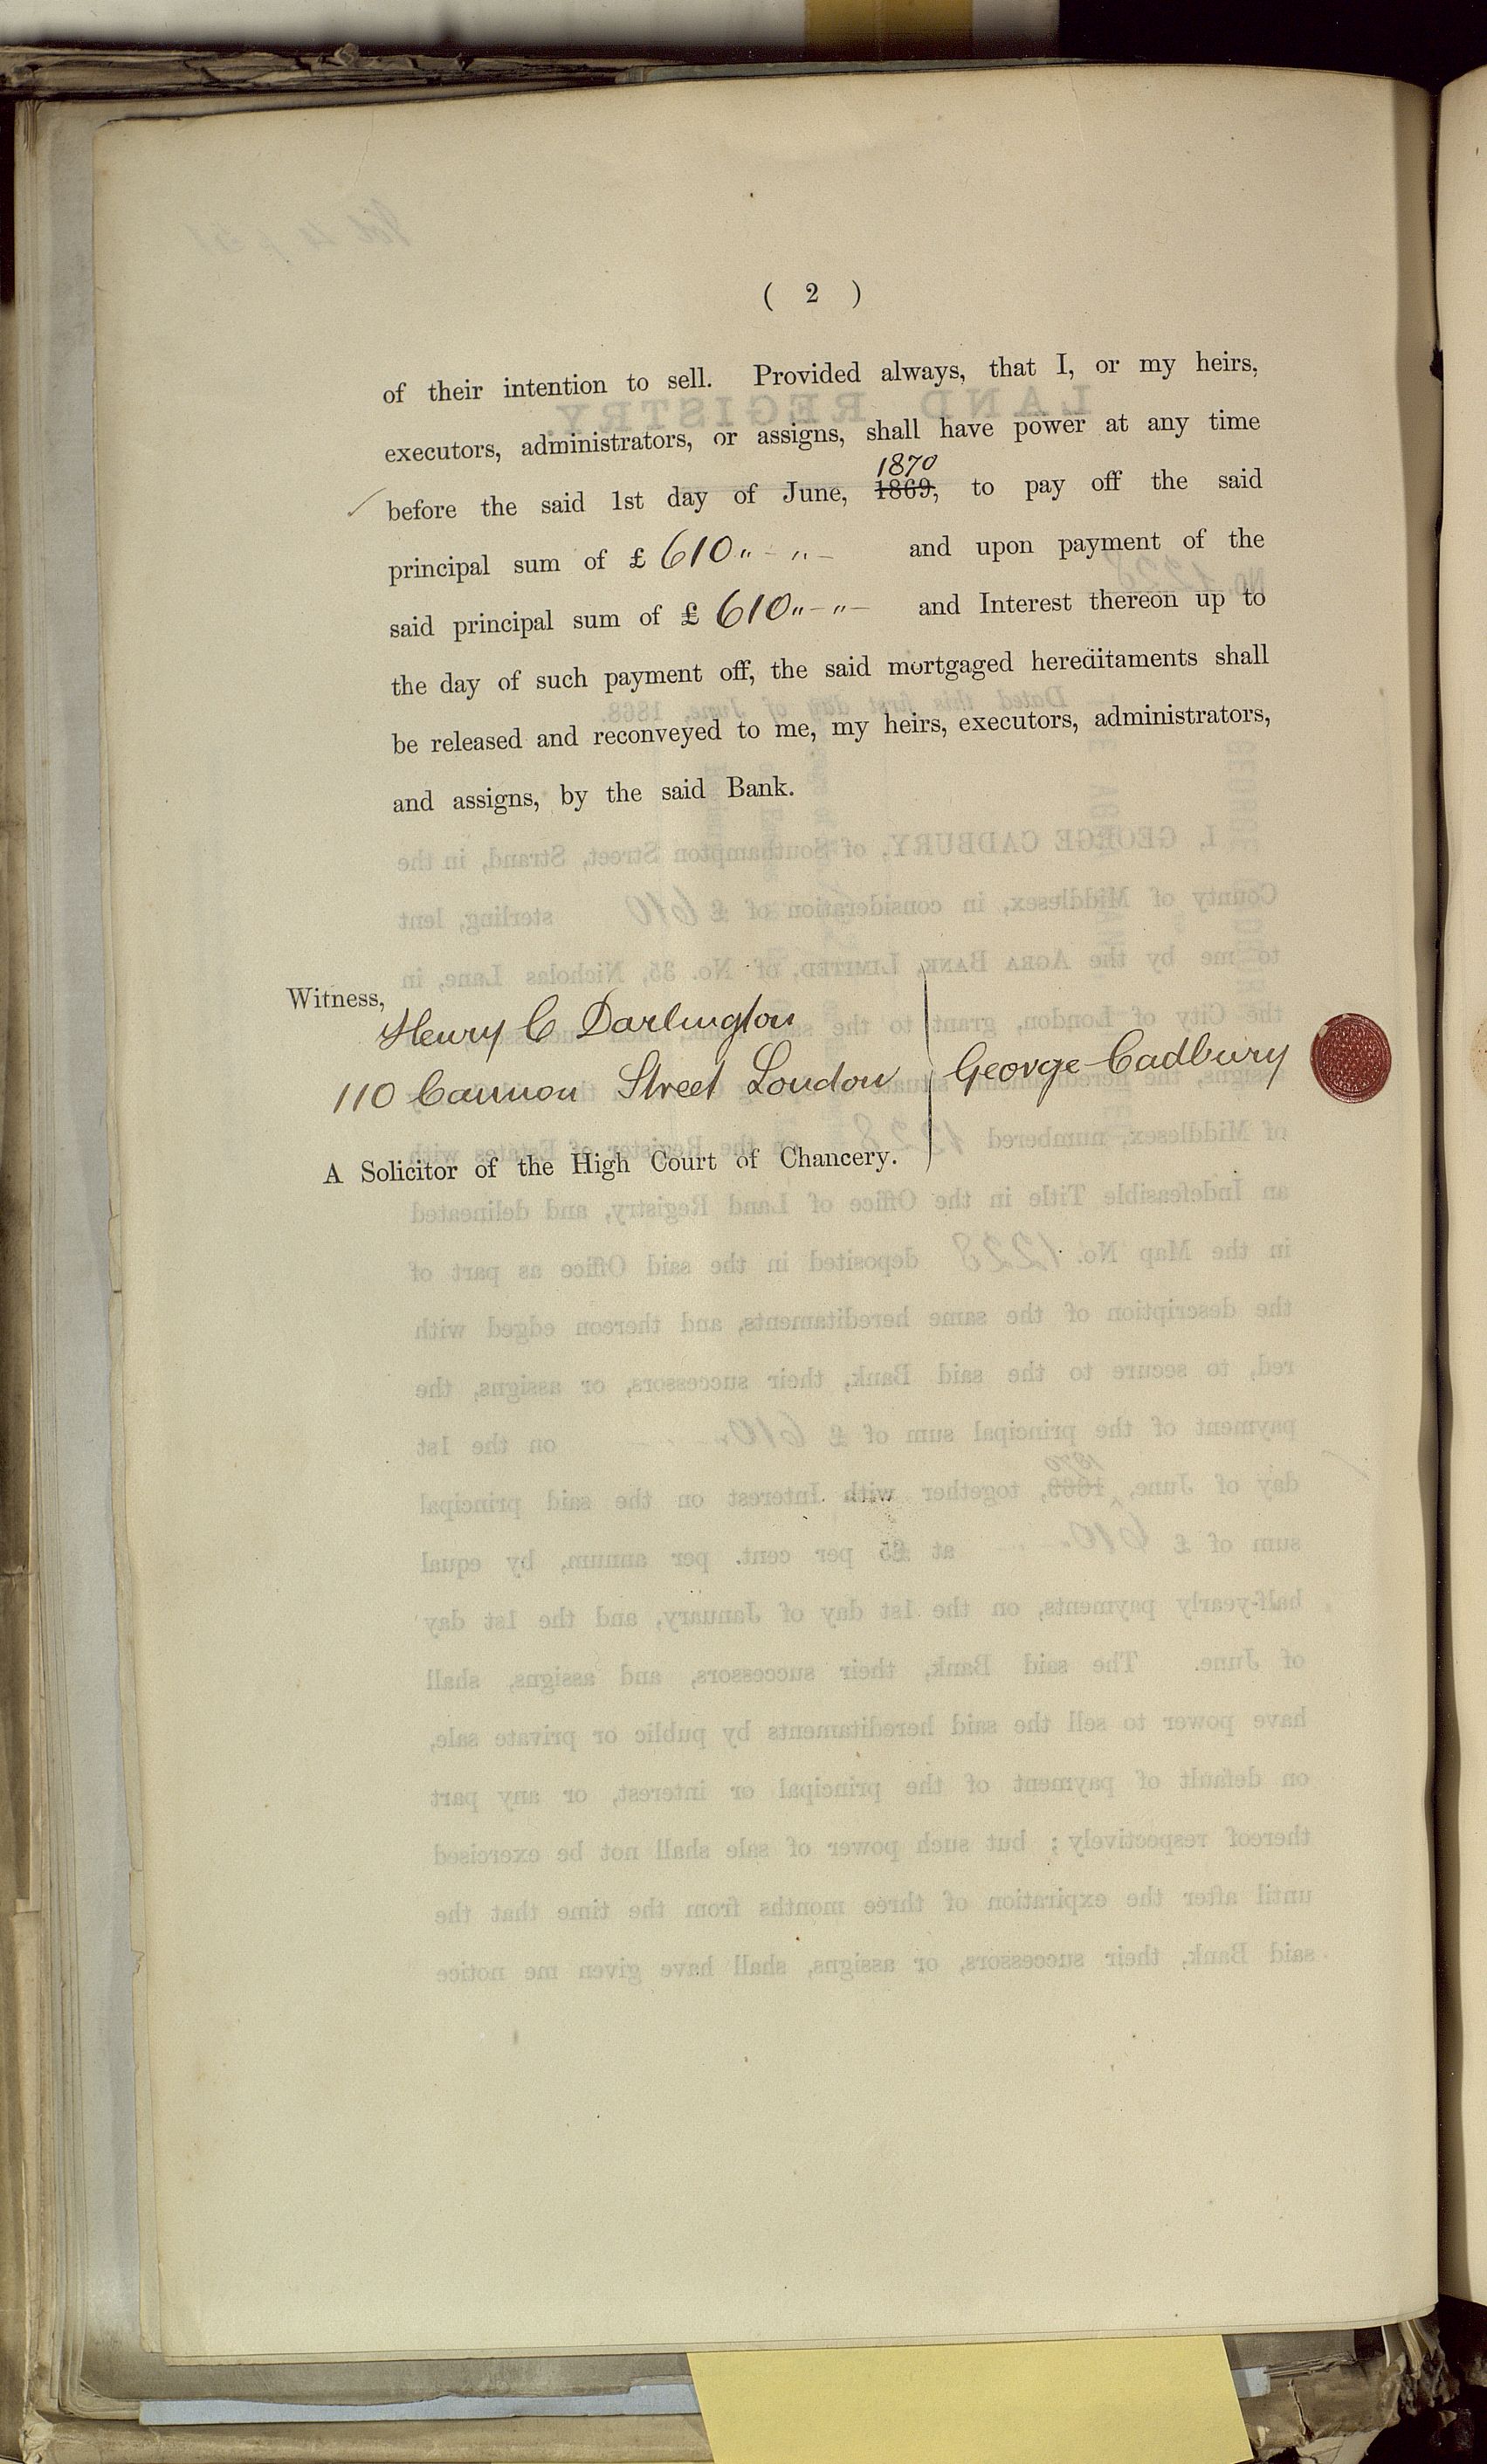 ( 2 )
of their intention to sell. Provided always, that I, or my heirs,
executors, administrators, or assigns, shall have power at any time
1870
before the said 1st day of June, 1869, to pay off the said
principal sum of £ 610 " - " - and upon payment of the
said principal sum of £ 610 " - " - and Interest thereon up to
the day of such payment off, the said mortgaged hereditaments shall
be released and reconveyed to me, my heirs, executors, administrators,
and assigns, by the said Bank.
Witness,
Henry C Darlington
110 Cannon Street London
George Cadbury
A Solicitor of the High Court of Chancery.